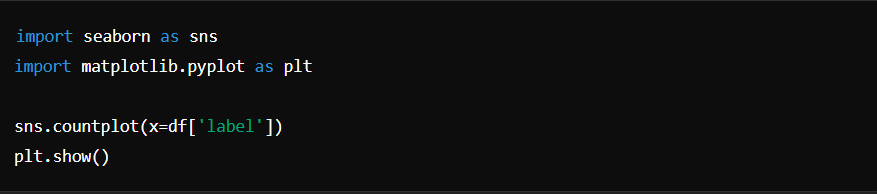 import seaborn as sns
import matplotlib.pyplot as plt
sns.countplot(x=df['label'])
plt.show()